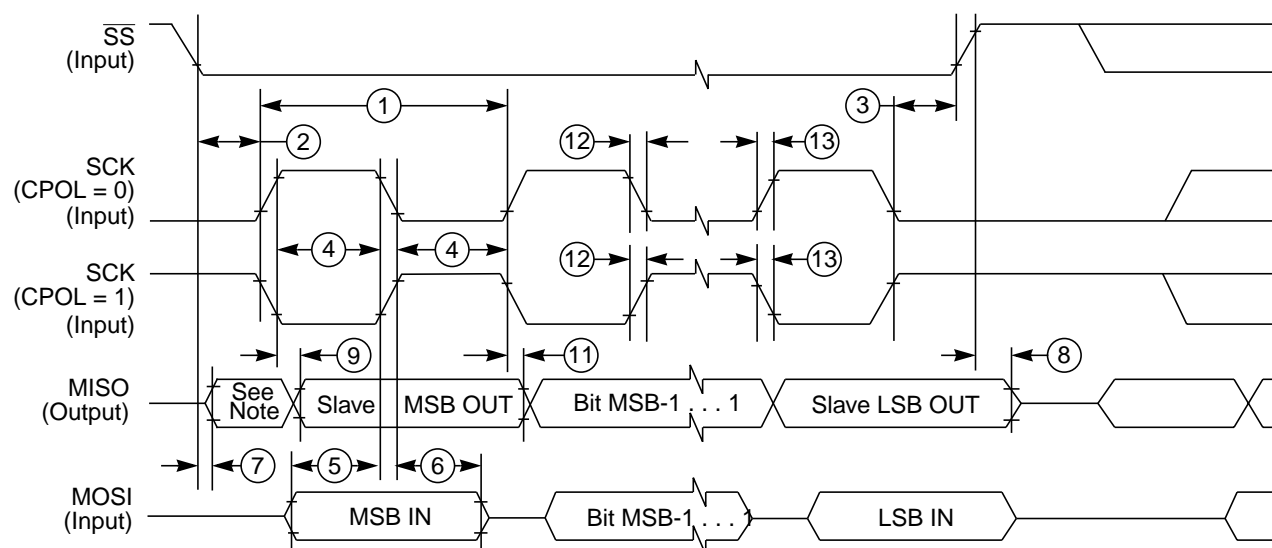 SS
(Input)
1
3
2
12
13
SCK
(CPOL = 0)
(Input)
4
4
12
13
SCK
(CPOL = 1)
(Input)
9
11
8
MISO
(Output)
See
Note
Slave
MSB OUT
Bit MSB-1 . . . 1
Slave LSB OUT
7
5
6
MOSI
(Input)
MSB IN
Bit MSB-1 . . . 1
LSB IN